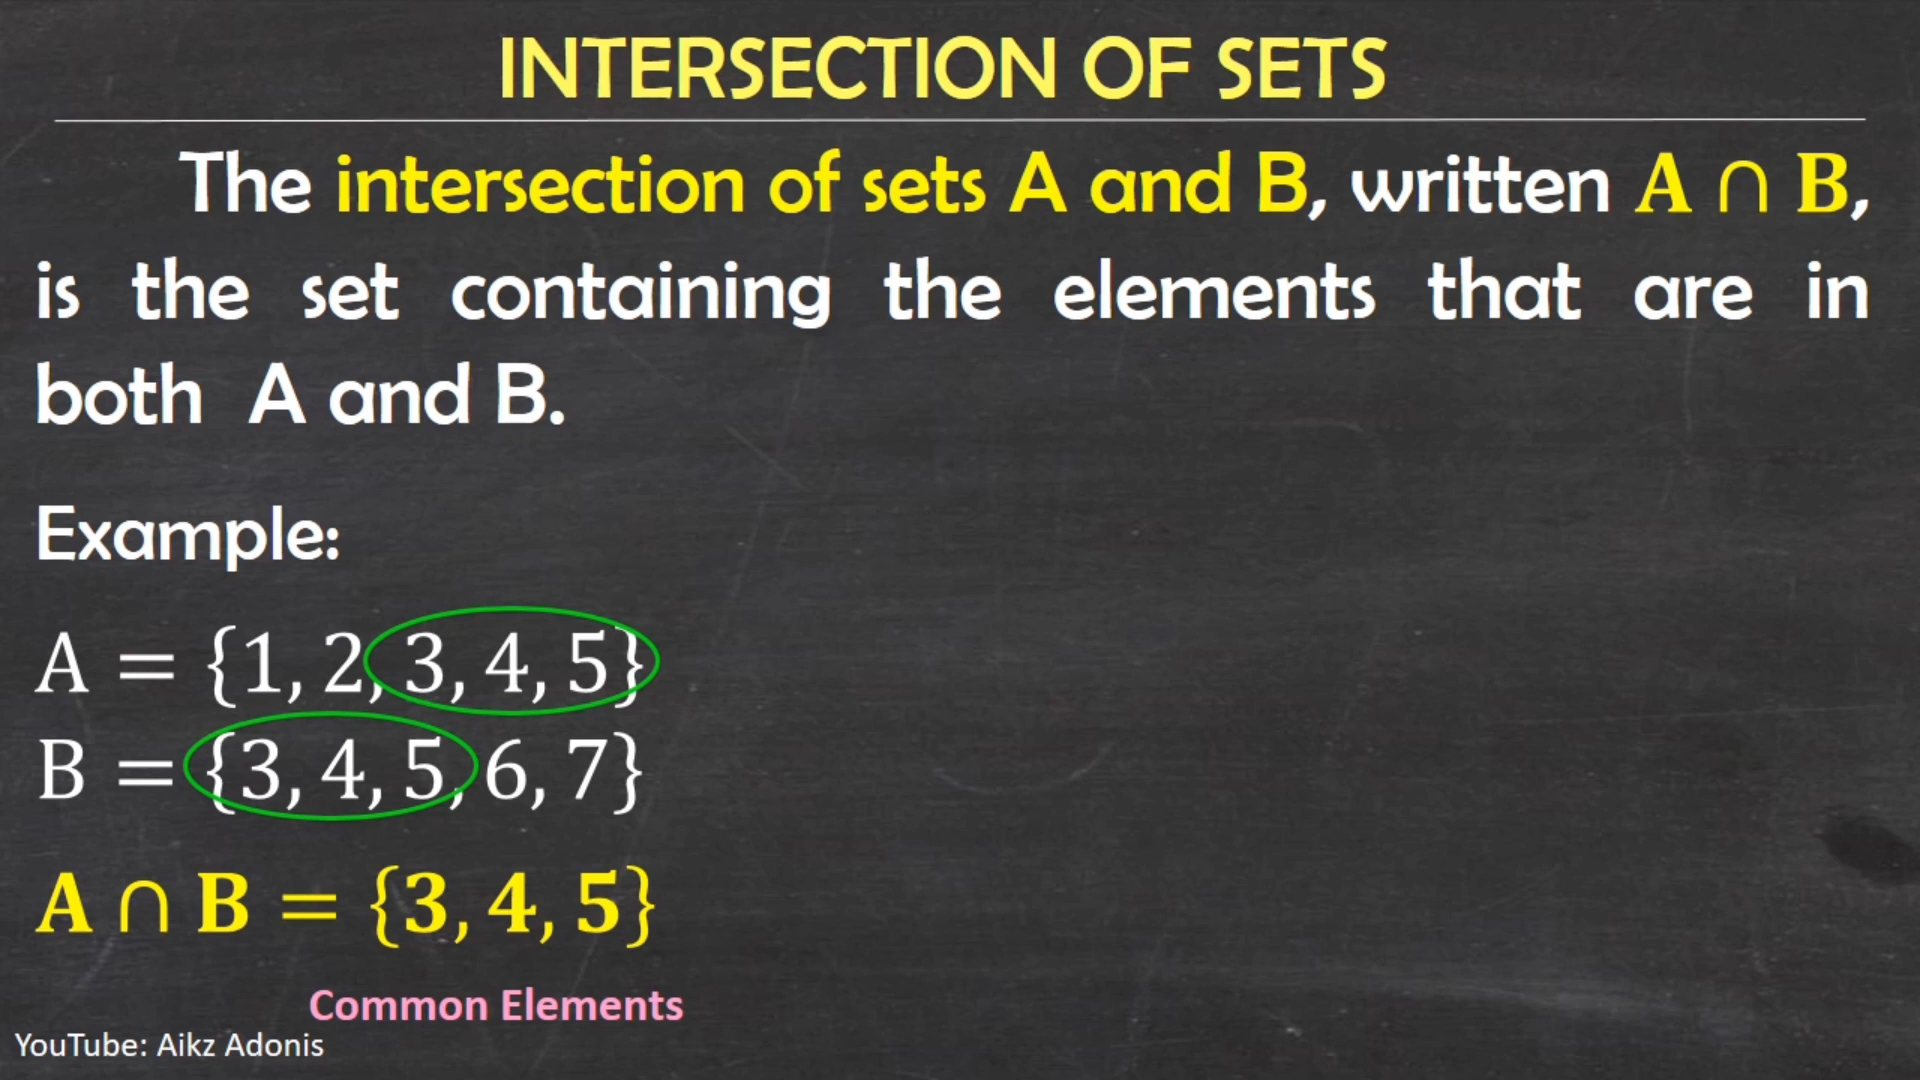 INTERSECTION OF SETS
The intersection of sets A and B, written A ∩ B,
is the set containing the elements that are in
both A and B.
Example:
A = {1, 2, 3, 4, 5}
B = {3, 4, 5, 6, 7}
A ∩ B = {3, 4, 5}
Common Elements
YouTube: Aikz Adonis